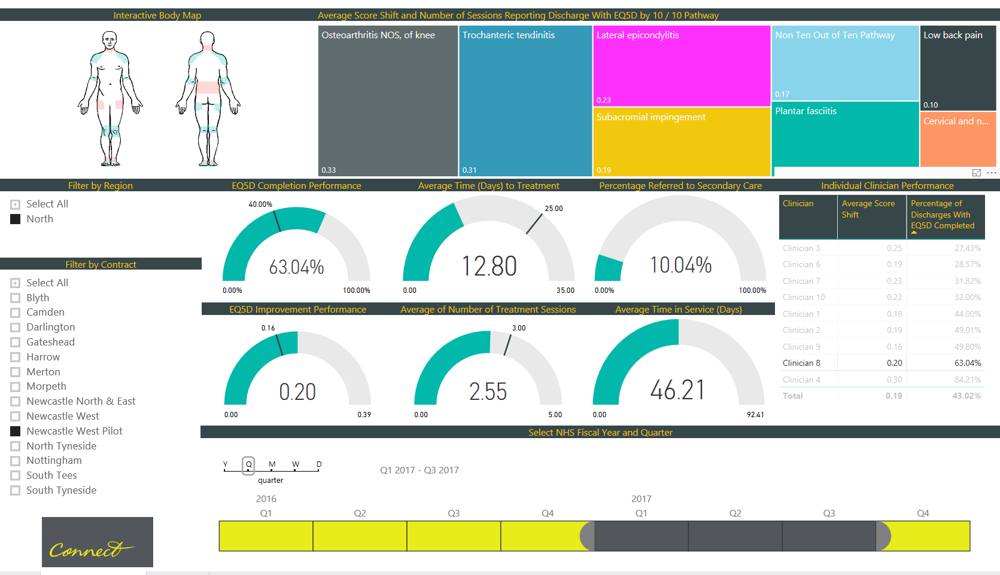 Interactive Body Map
Average Score Shift and Number of Sessions Reporting Discharge With EQ5D by 10 / 10 Pathway
Osteoarthritis NOS, of knee
0.33
Trochanteric tendinitis
0.31
Lateral epicondylitis
0.23
Subacromial impingement
0.19
Non Ten Out of Ten Pathway
0.17
Plantar fasciitis
Low back pain
0.10
Cervical and n...
Filter by Region
Select All
North
Filter by Contract
Select All
Blyth
Camden
Darlington
Gateshead
Harrow
Merton
Morpeth
Newcastle North & East
Newcastle West
Newcastle West Pilot
North Tyneside
Nottingham
South Tees
South Tyneside
Connect
EQ5D Completion Performance
40.00%
63.04%
0.00%
100.00%
Average Time (Days) to Treatment
25.00
12.80
0.00
35.00
Percentage Referred to Secondary Care
10.04%
0.00%
100.00%
EQ5D Improvement Performance
0.16
0.20
0.00
0.39
Average of Number of Treatment Sessions
3.00
2.55
0.00
5.00
Average Time in Service (Days)
46.21
0.00
92.41
Individual Clinician Performance
Clinician
Average Score
Shift
Percentage of
Discharges With
EQ5D Completed
Clinician 3 0.25 27.43%
Clinician 6 0.19 28.57%
Clinician 7 0.23 31.82%
Clinician 10 0.22 32.00%
Clinician 1 0.18 44.00%
Clinician 2 0.19 49.01%
Clinician 9 0.16 49.80%
Clinician 8 0.20 63.04%
Clinician 4 0.30 84.21%
Total 0.19 43.02%
Select NHS Fiscal Year and Quarter
Y Q M W D
quarter
Q1 2017 - Q3 2017
2016 2017
Q1 Q2 Q3 Q4 Q1 Q2 Q3 Q4